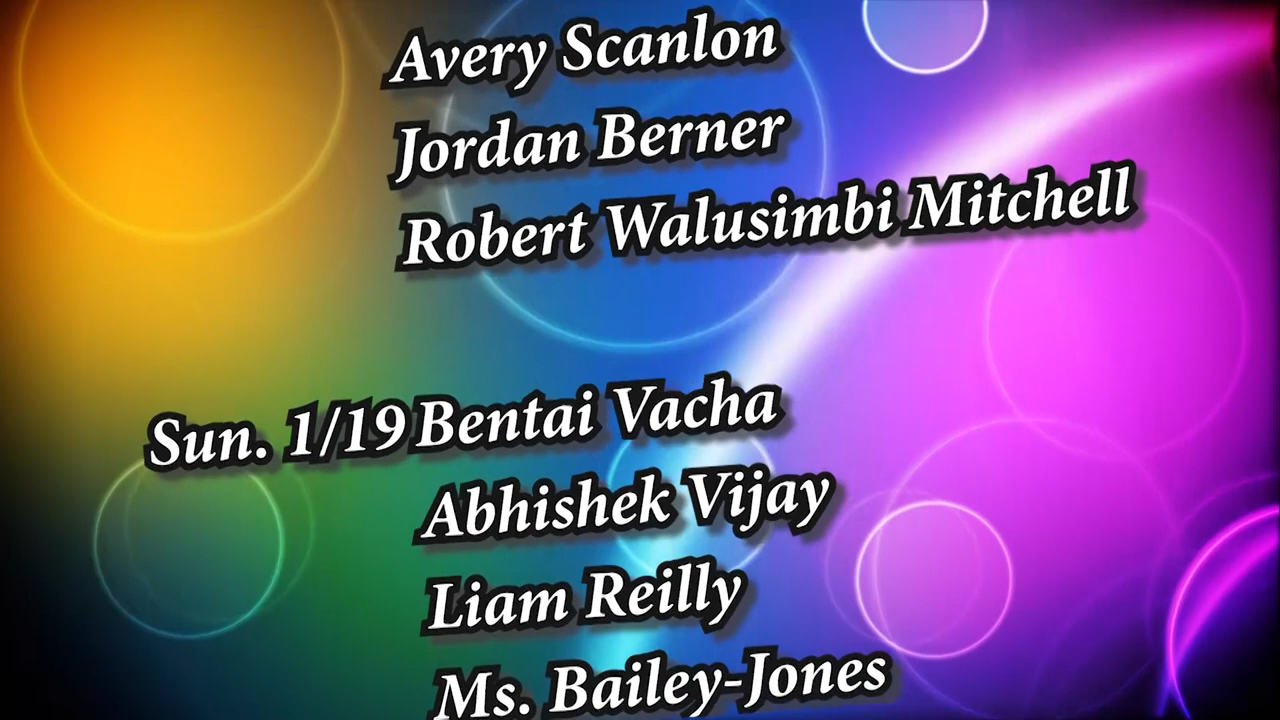 Avery Scanlon
Jordan Berner
Robert Walusimbi Mitchell
Sun. 1/19 Bentai Vacha
Abhishek Vijay
Liam Reilly
Ms. Bailey-Jones